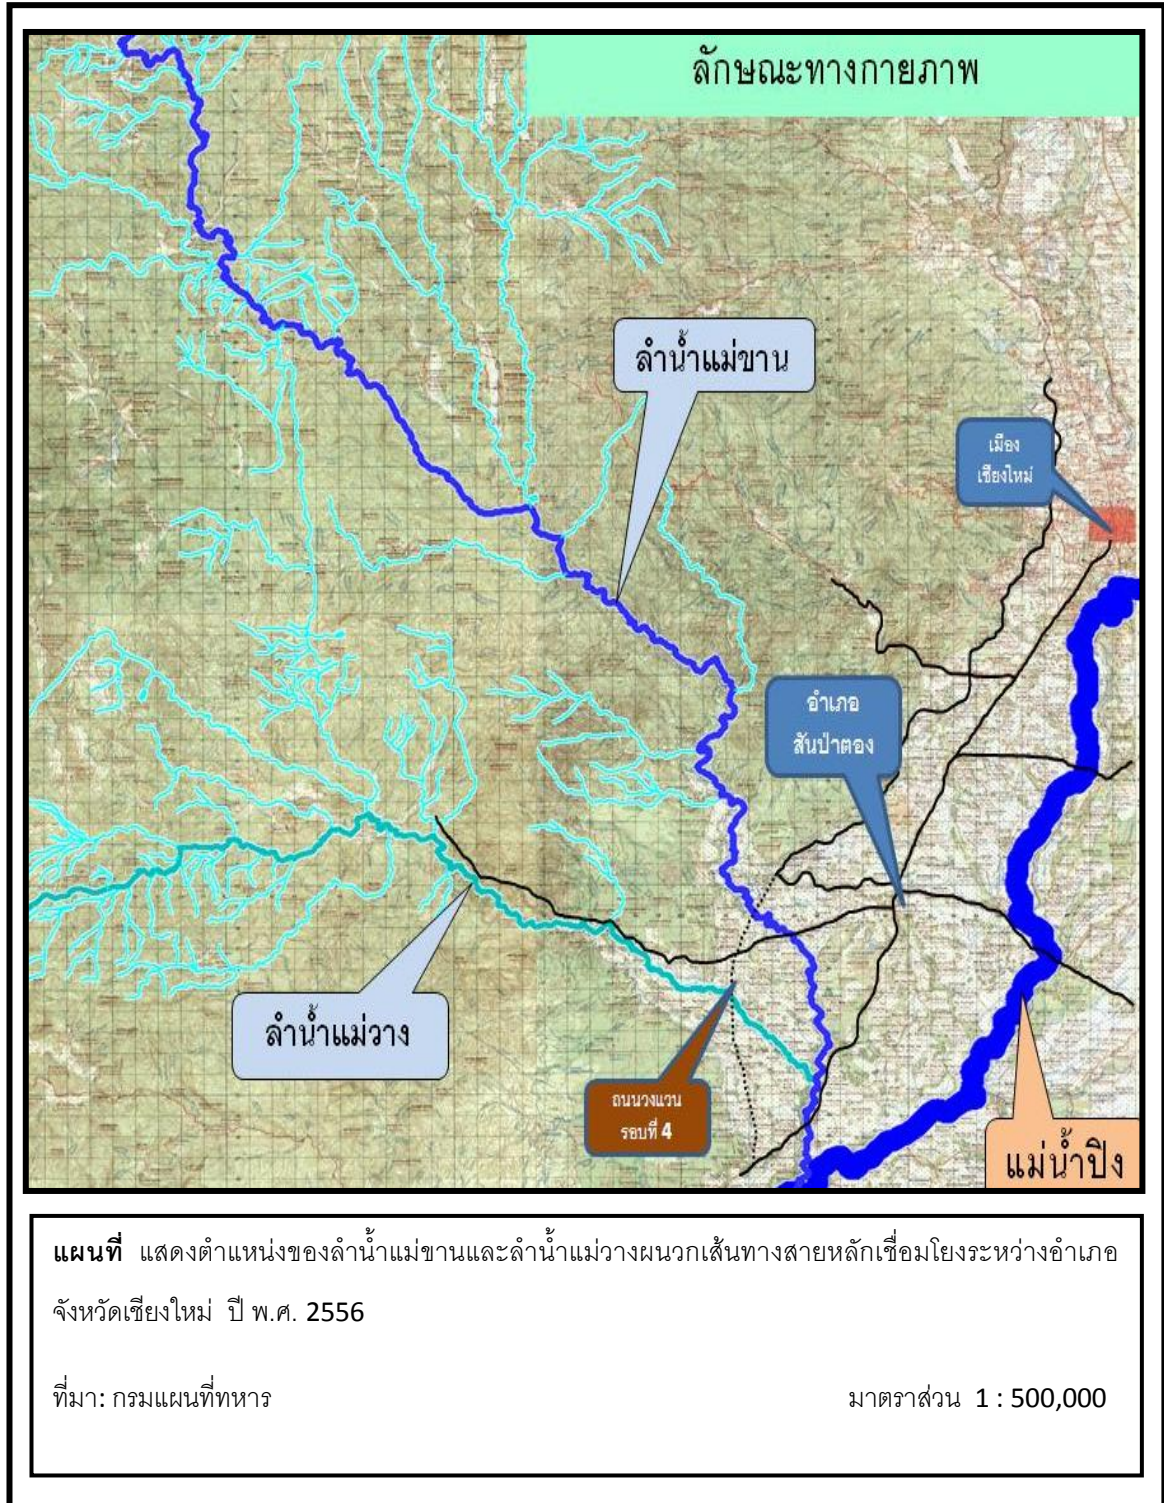 ลักษณะทางกายภาพ
ลำน้ำแม่ขาน
เมือง
เชียงใหม่
อำเภอ
สันป่าตอง
ลำน้ำแม่วาง
ถนนวงแวน
รอบที่ 4
แม่น้ำปิง
แผนที่ แสดงตำแหน่งของลำน้ำแม่ขานและลำน้ำแม่วางผนวกเส้นทางสายหลักเชื่อมโยงระหว่างอำเภอ
จังหวัดเชียงใหม่ ปี พ.ศ. 2556
ที่มา: กรมแผนที่ทหาร มาตราส่วน 1 : 500,000